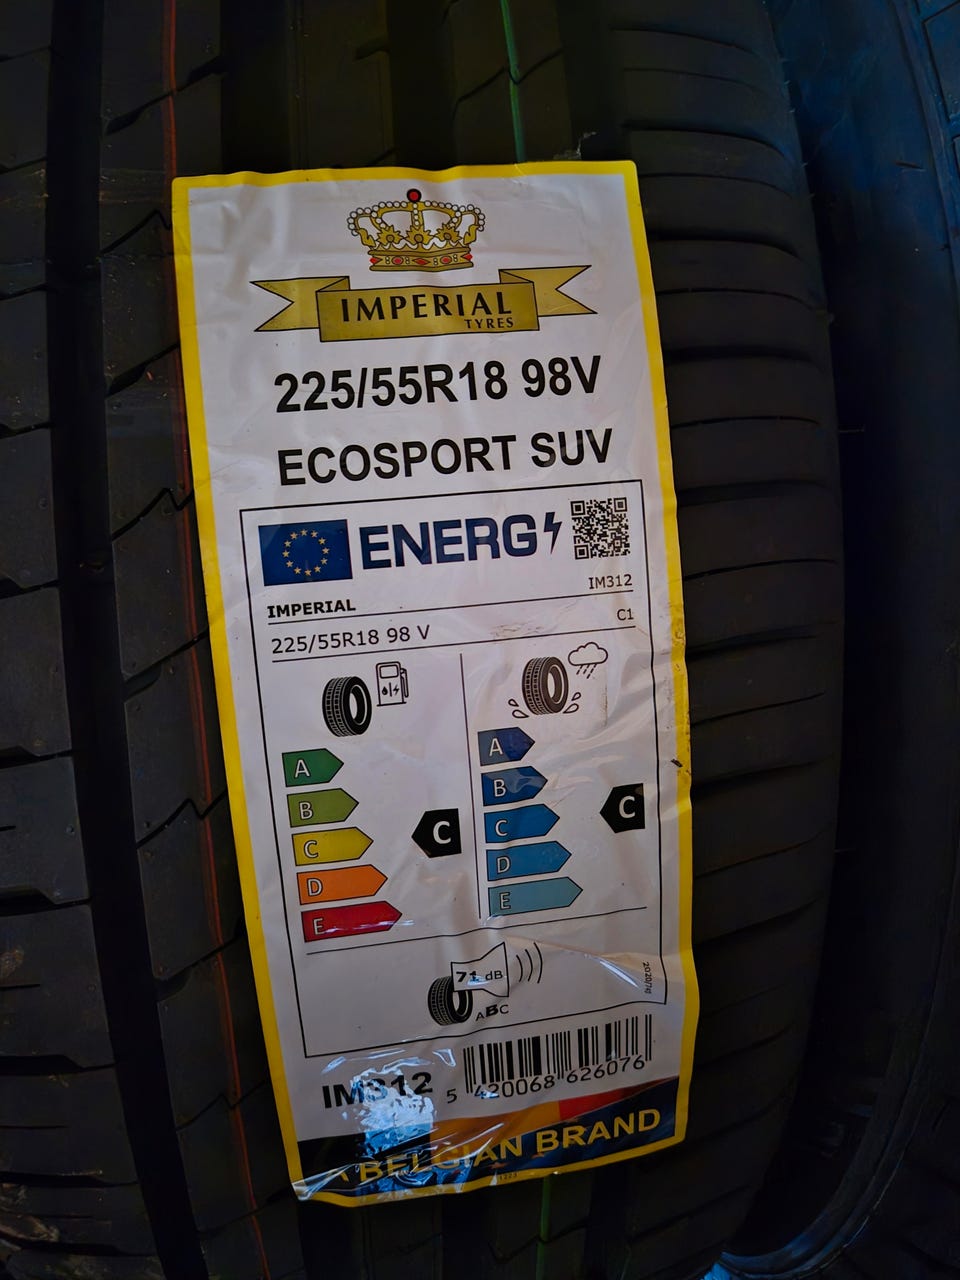 IMPERIAL
TYRES
225/55R18 98V
ECOSPORT SUV
ENERG
IMPERIAL
IM312
225/55R18 98 V
C1
A
B
C
D
E
C
A
B
C
D
E
C
71 dB
ABC
2020/740
IM312
5 420068 626076
A BELGIAN BRAND
1223